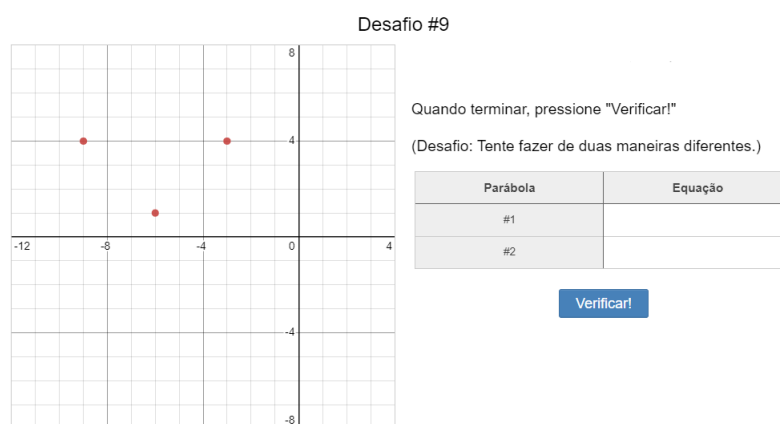 Desafio #9
8
4
-12 -8 -4 0 4
-4
-8
Quando terminar, pressione "Verificar!"
(Desafio: Tente fazer de duas maneiras diferentes.)
Parábola Equação
#1
#2
Verificar!